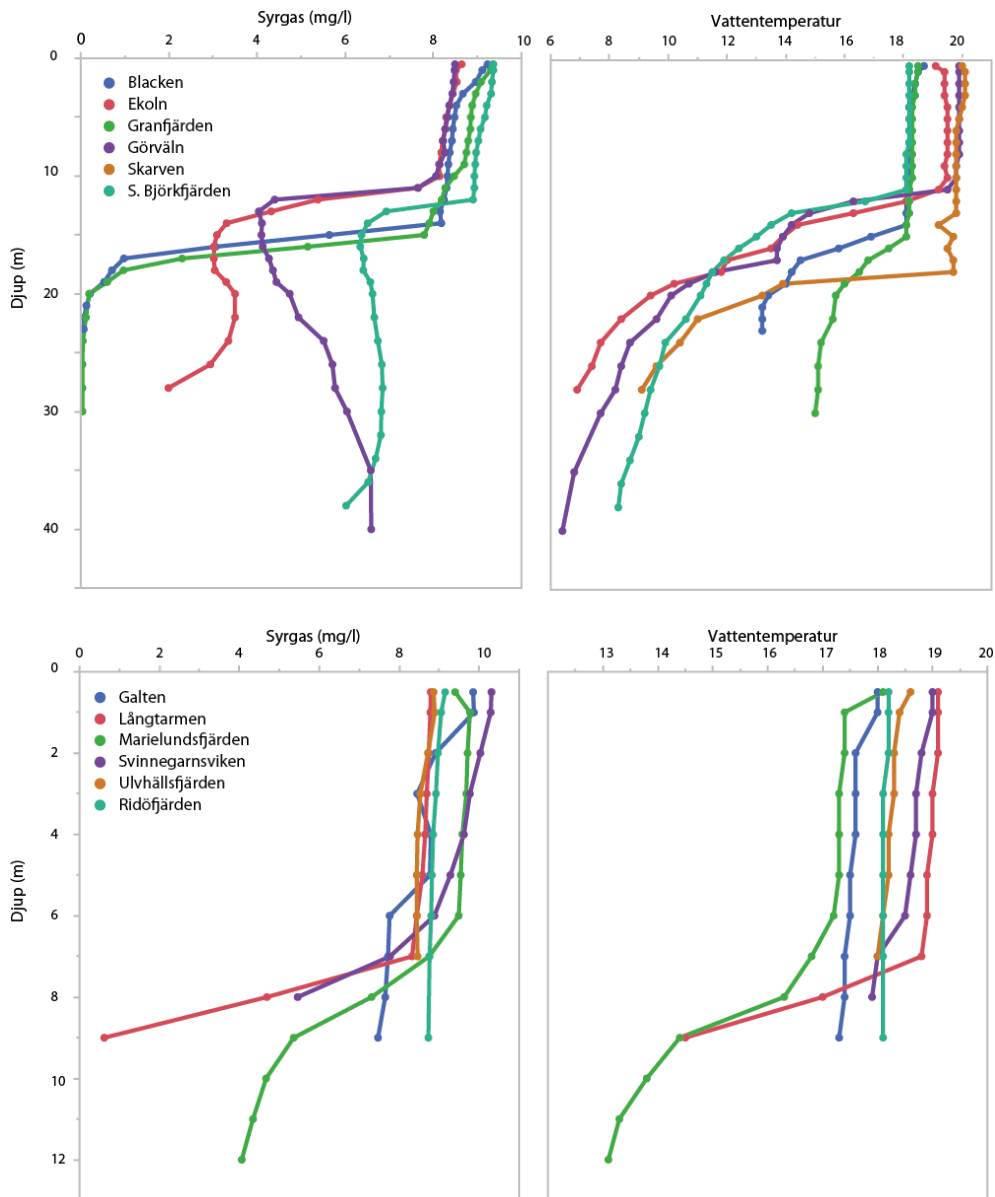 Syrgas (mg/l)
0 2 4 6 8 10
0
10
20
30
40
Djup (m)
Blacken
Ekoln
Granfjärden
Görväln
Skarven
S. Björkfjärden
Vattentemperatur
6 8 10 12 14 16 18 20
Syrgas (mg/l)
0 2 4 6 8 10
0
2
4
6
8
10
12
Djup (m)
Galten
Långtarmen
Marielundsfjärden
Svinnegarnsviken
Ulvhällsfjärden
Ridöfjärden
Vattentemperatur
13 14 15 16 17 18 19 20